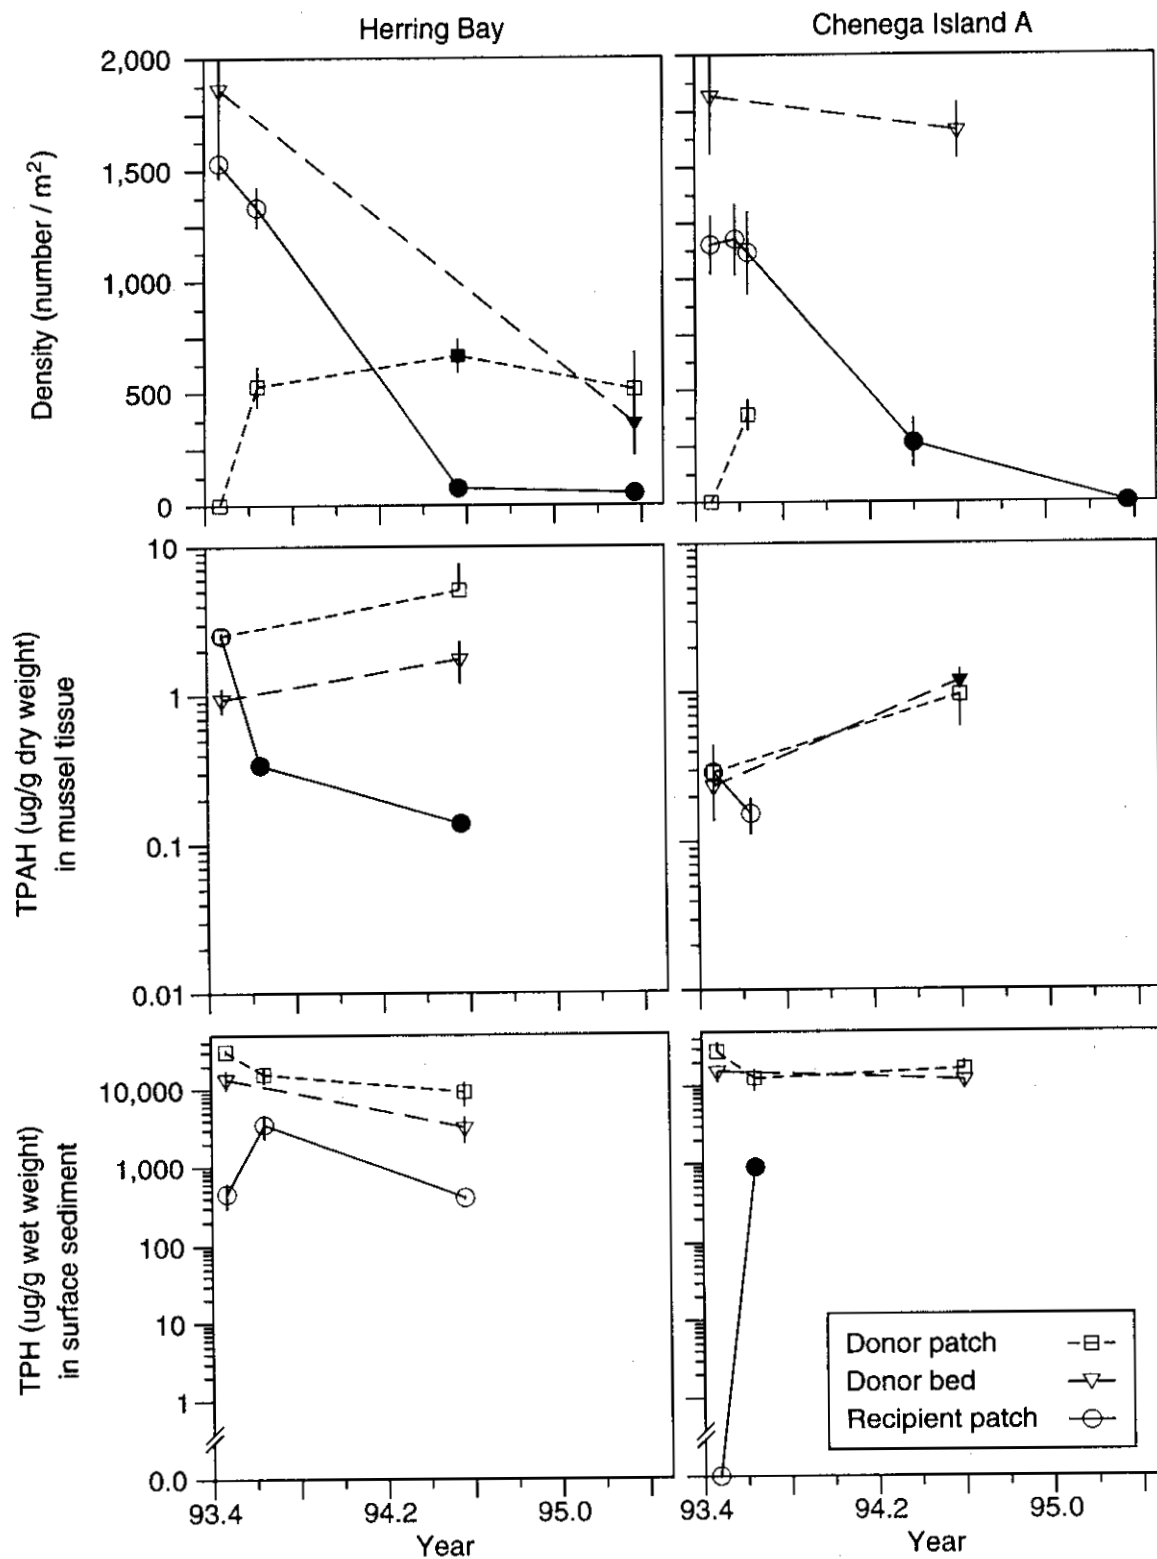 Herring Bay
Chenega Island A
2,000
1,500
1,000
500
0
Density (number / m²)
10
1
0.1
0.01
TPAH (ug/g dry weight)
in mussel tissue
10,000
1,000
100
10
1
0.0
TPH (ug/g wet weight)
in surface sediment
Donor patch
Donor bed
Recipient patch
93.4
94.2
95.0
Year
93.4
94.2
95.0
Year